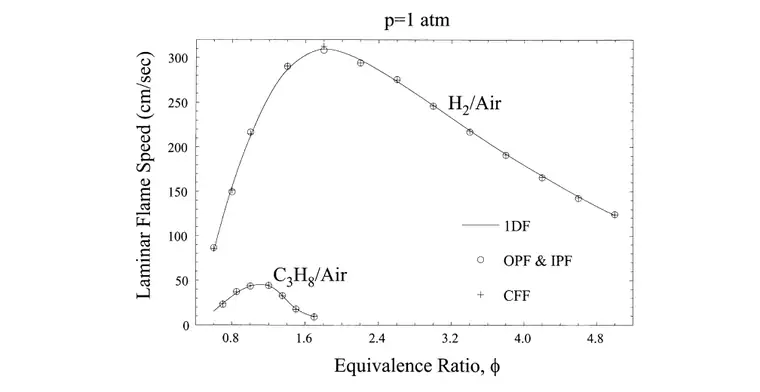 p=1 atm
Laminar Flame Speed (cm/sec)
300
250
200
150
100
50
0
H₂/Air
C₃H₈/Air
1DF
OPF & IPF
CFF
0.8 1.6 2.4 3.2 4.0 4.8
Equivalence Ratio, ϕ